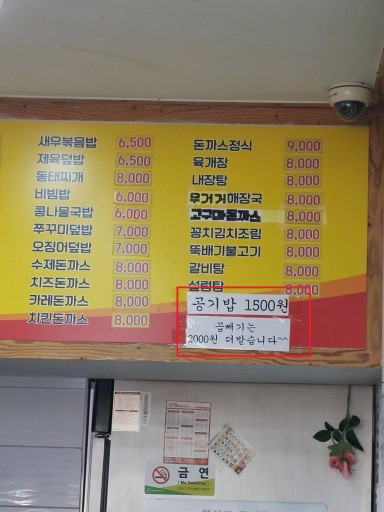 새우볶음밥 6,500
제육덮밥 6,500
동태찌개 8,000
비빔밥 6,000
콩나물국밥 6,000
쭈꾸미덮밥 7,000
오징어덮밥 7,000
수제돈까스 8,000
치즈돈까스 8,000
카레돈까스 8,000
치킨돈까스 8,000
돈까스정식 9,000
육개장 8,000
내장탕 8,000
우거지해장국 8,000
고구마돈까스 8,000
꽁치김치조림 8,000
뚝배기불고기 8,000
갈비탕 8,000
설렁탕 8,000
공기밥 1500원
곱빼기는
2000원 더받습니다^^
금연
No Smoking